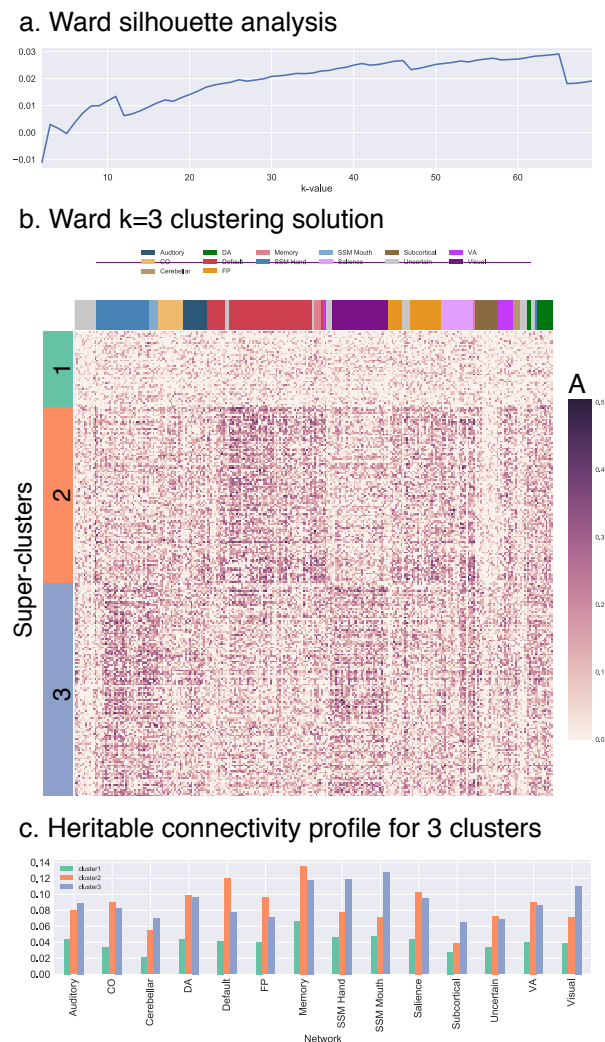 a. Ward silhouette analysis
0.03
0.02
0.01
0.00
−0.01
10 20 30 40 50 60
k-value
b. Ward k=3 clustering solution
Auditory DA Memory SSM Mouth Subcortical VA
CO Default SSM Hand Salience Uncertain Visual
Cerebellar FP
A
0.5
0.4
0.3
0.2
0.1
0.0
Super-clusters
1
2
3
c. Heritable connectivity profile for 3 clusters
cluster1
cluster2
cluster3
0.14
0.12
0.10
0.08
0.06
0.04
0.02
0.00
Auditory CO Cerebellar DA Default FP Memory SSM Hand SSM Mouth Salience Subcortical Uncertain VA Visual
Network